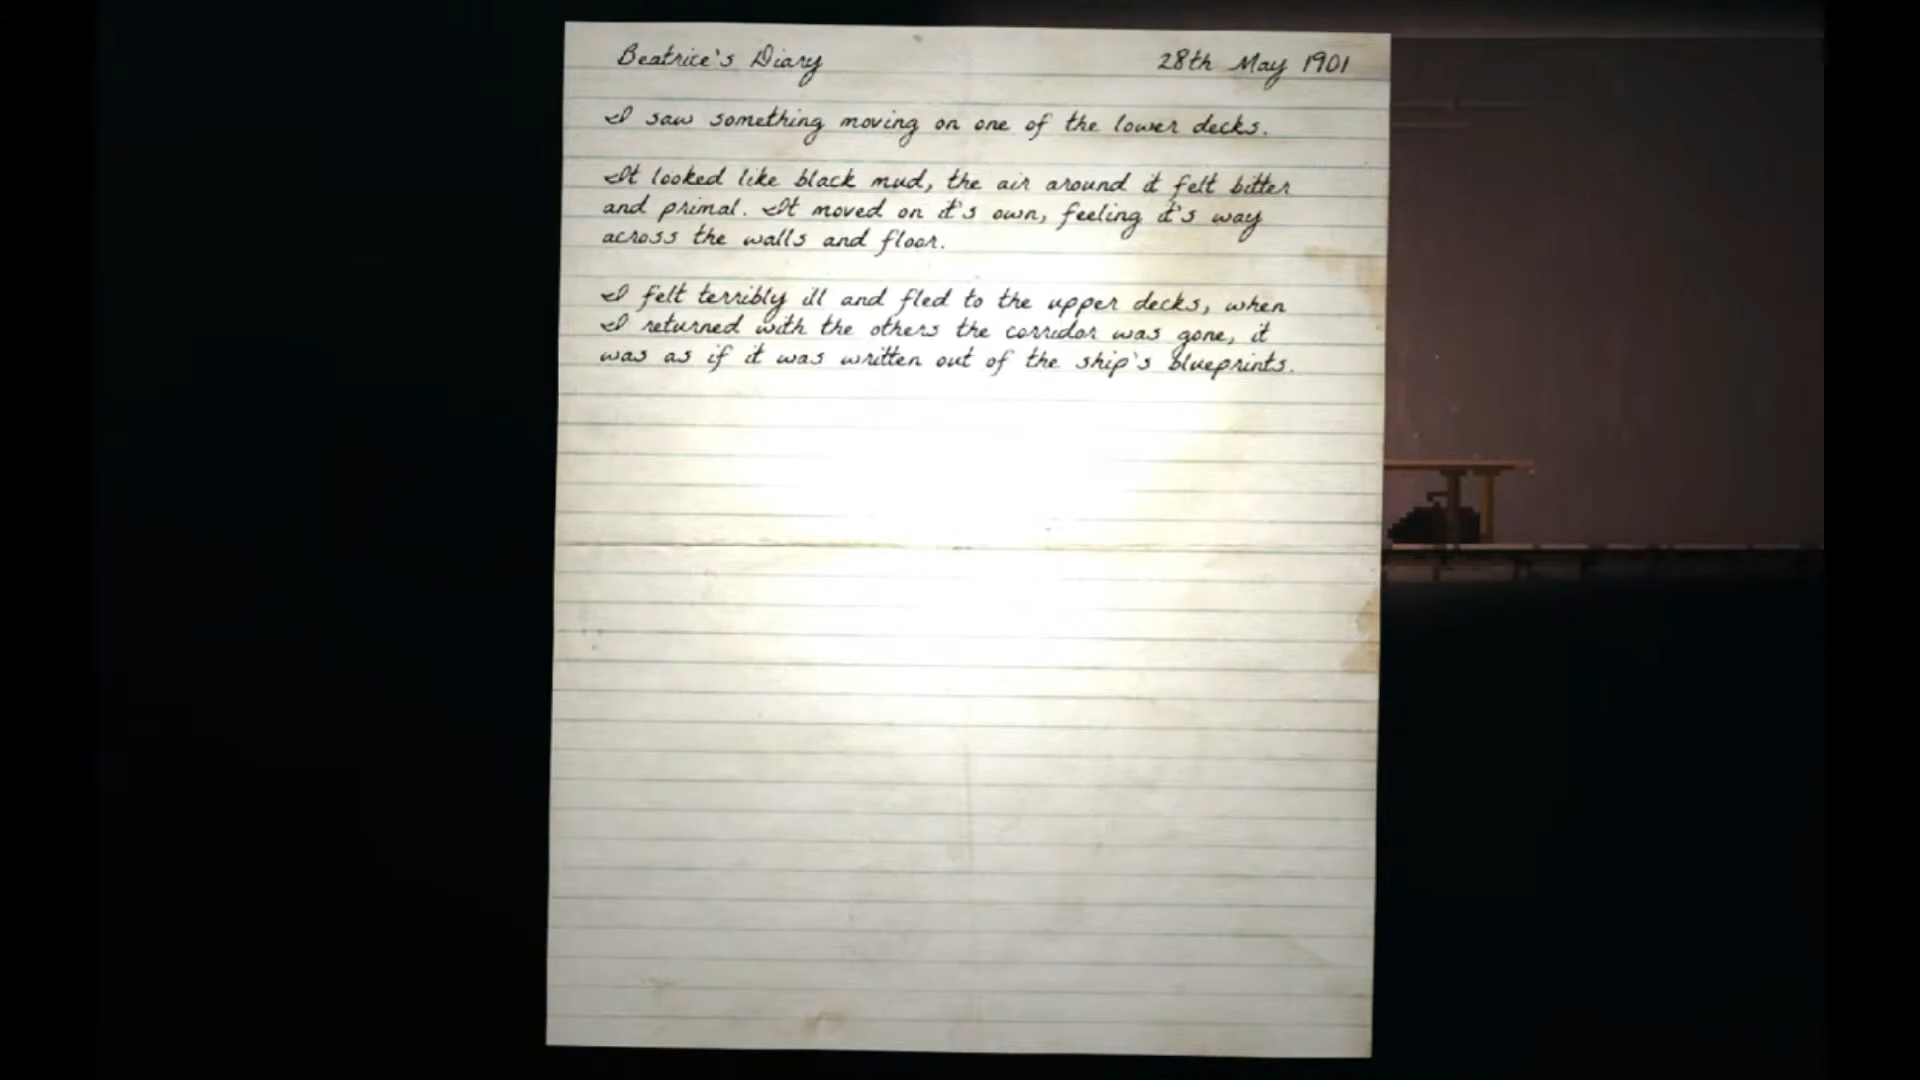 Beatrice's Diary 28th May 1901
I saw something moving on one of the lower decks.
It looked like black mud, the air around it felt bitter
and primal. It moved on it's own, feeling it's way
across the walls and floor.
I felt terribly ill and fled to the upper decks, when
I returned with the others the corridor was gone, it
was as if it was written out of the ship's blueprints.